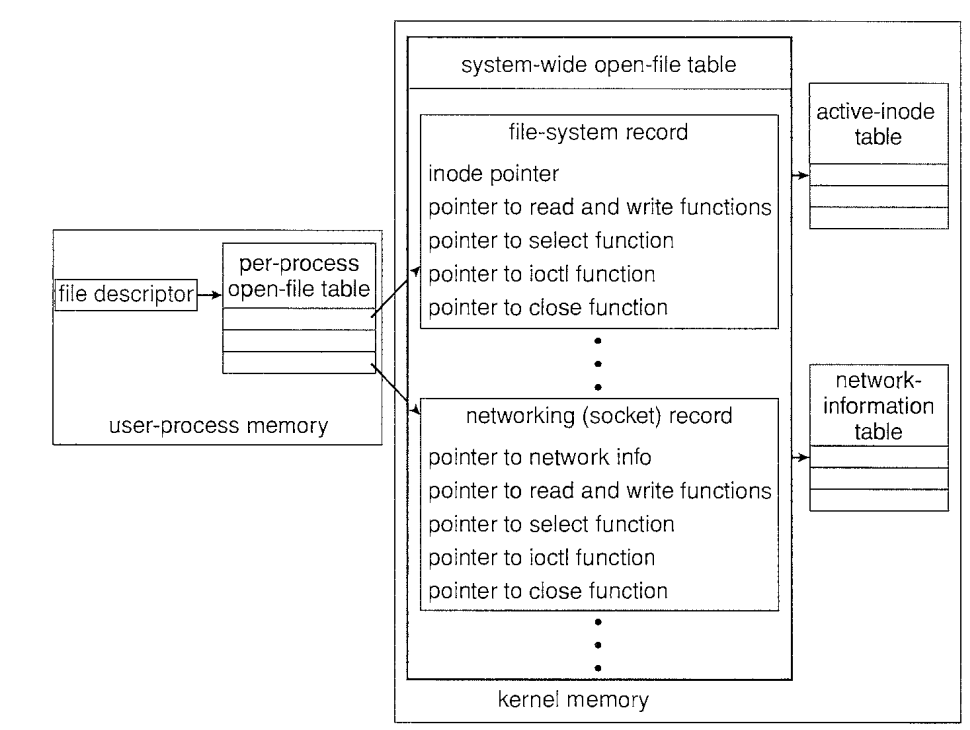 system-wide open-file table
file-system record
inode pointer
pointer to read and write functions
pointer to select function
pointer to ioctl function
pointer to close function
active-inode
table
file descriptor
per-process
open-file table
user-process memory
networking (socket) record
pointer to network info
pointer to read and write functions
pointer to select function
pointer to ioctl function
pointer to close function
network-
information
table
kernel memory